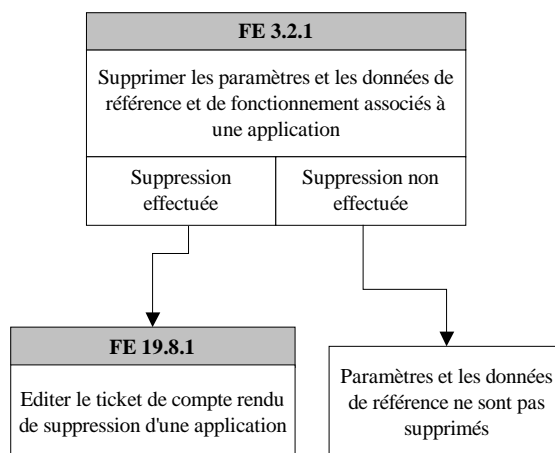 FE 3.2.1
Supprimer les paramètres et les données de
référence et de fonctionnement associés à
une application
Suppression
effectuée
Suppression non
effectuée
FE 19.8.1
Editer le ticket de compte rendu
de suppression d'une application
Paramètres et les données
de référence ne sont pas
supprimés